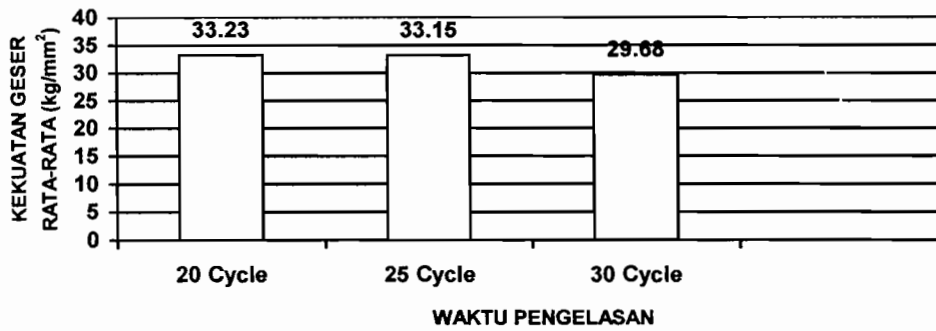 KEKUATAN GESER
RATA-RATA (kg/mm²)
40
35
30
25
20
15
10
5
0
33.23
33.15
29.68
20 Cycle
25 Cycle
30 Cycle
WAKTU PENGELASAN